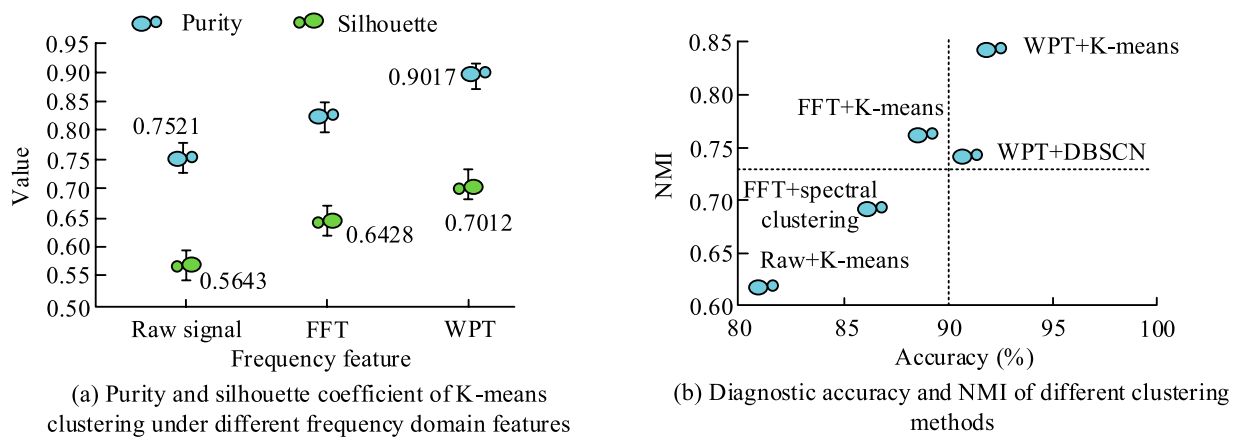 Purity
Silhouette
0.95
0.90
0.85
0.80
0.75
0.70
0.65
0.60
0.55
0.50
Value
0.7521
0.9017
0.5643
0.6428
0.7012
Raw signal
FFT
WPT
Frequency feature
(a) Purity and silhouette coefficient of K-means
clustering under different frequency domain features
0.85
0.80
0.75
0.70
0.65
0.60
NMI
WPT+K-means
FFT+K-means
WPT+DBSCN
FFT+spectral
clustering
Raw+K-means
80
85
90
95
100
Accuracy (%)
(b) Diagnostic accuracy and NMI of different clustering
methods